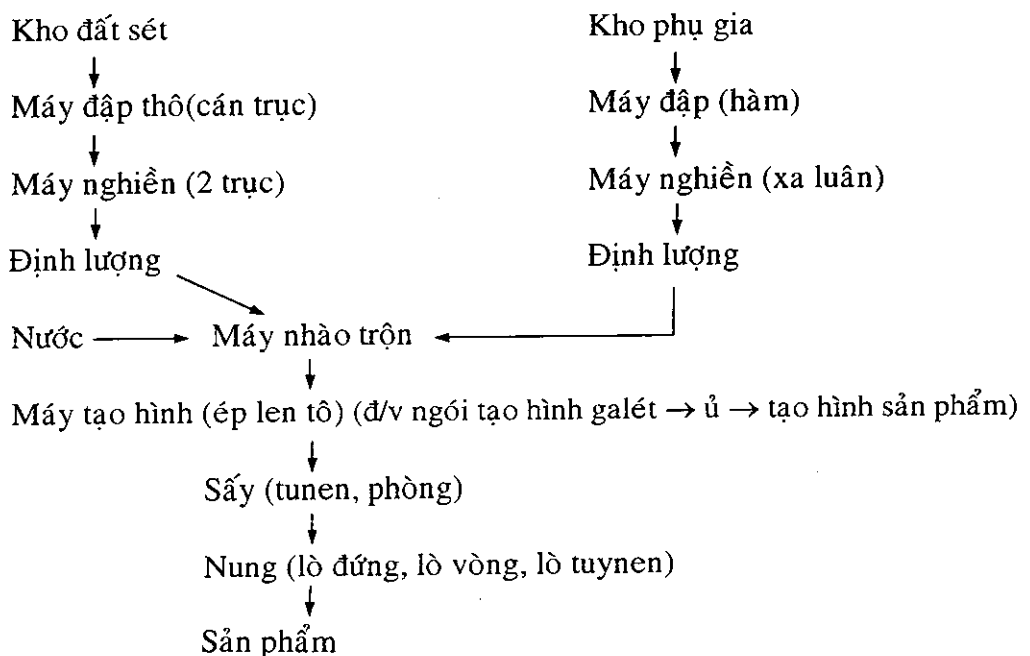 Kho đất sét
Kho phụ gia
Máy đập thô(cán trục)
Máy đập (hàm)
Máy nghiền (2 trục)
Máy nghiền (xa luân)
Định lượng
Định lượng
Nước → Máy nhào trộn
Máy tạo hình (ép len tô) (đ/v ngói tạo hình galét → ủ → tạo hình sản phẩm)
Sấy (tunen, phòng)
Nung (lò đứng, lò vòng, lò tuynen)
Sản phẩm